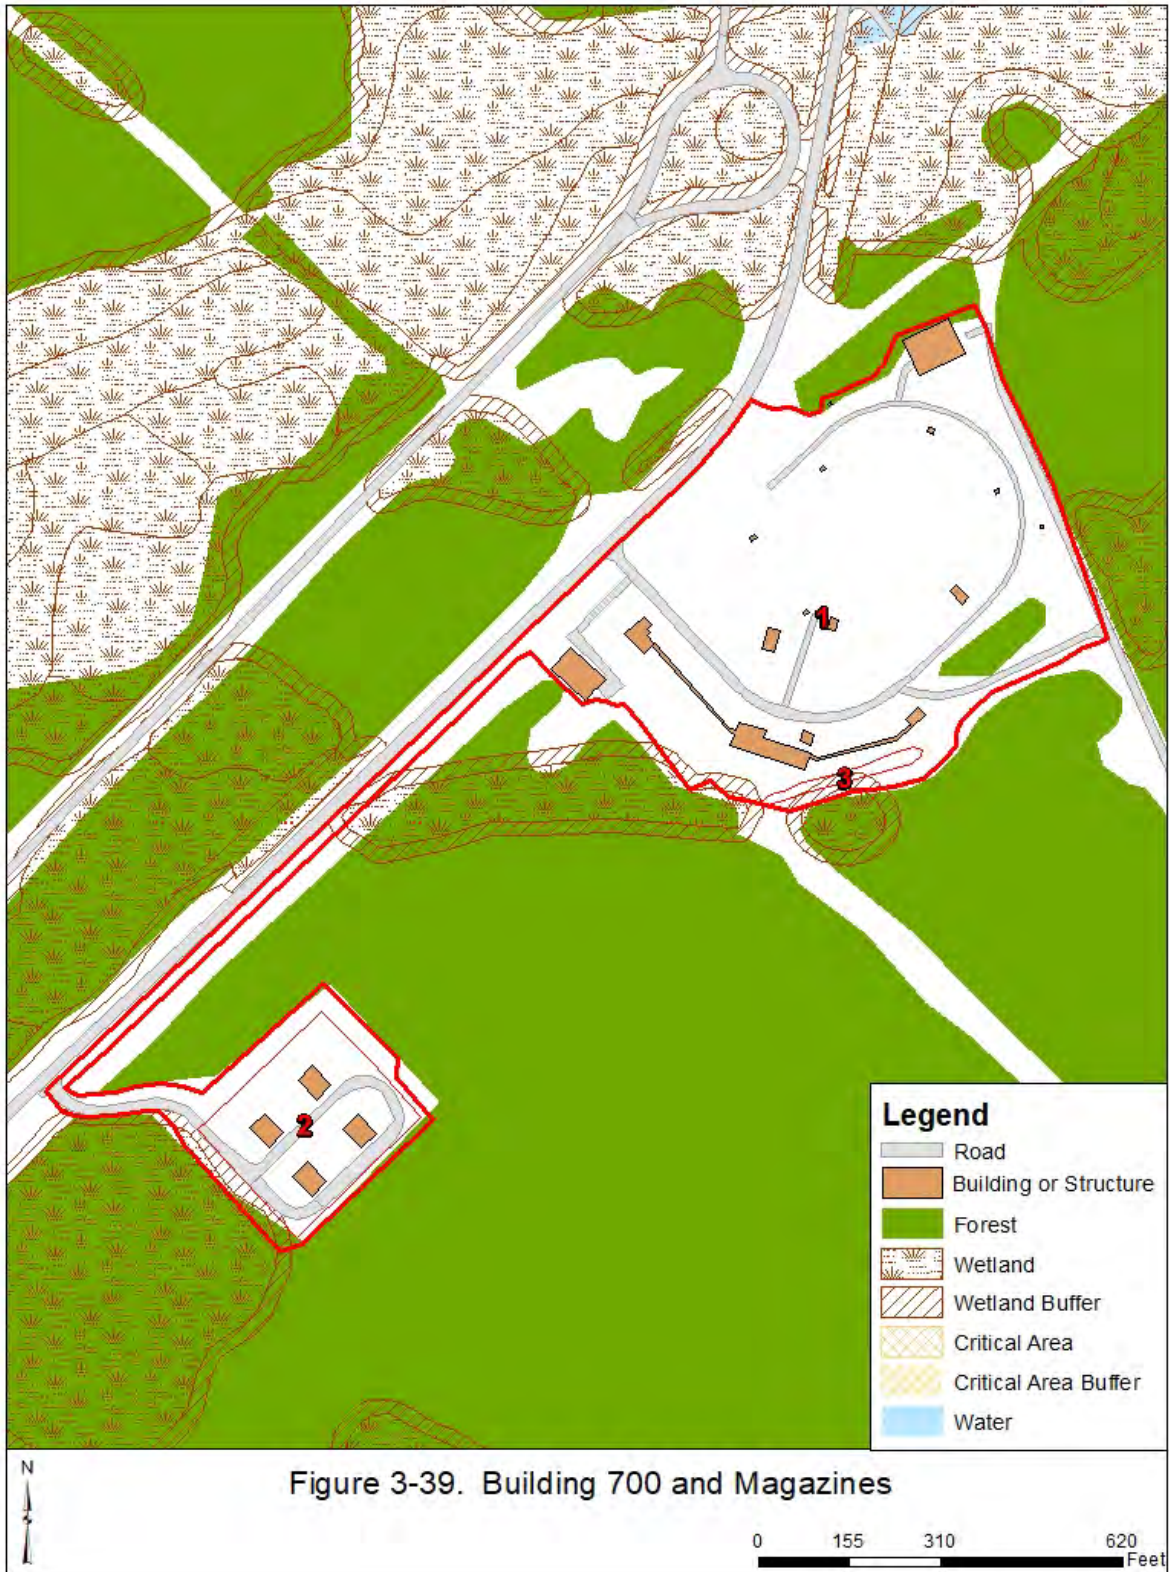 1
3
2
Legend
Road
Building or Structure
Forest
Wetland
Wetland Buffer
Critical Area
Critical Area Buffer
Water
N
Figure 3-39. Building 700 and Magazines
0 155 310 620
Feet